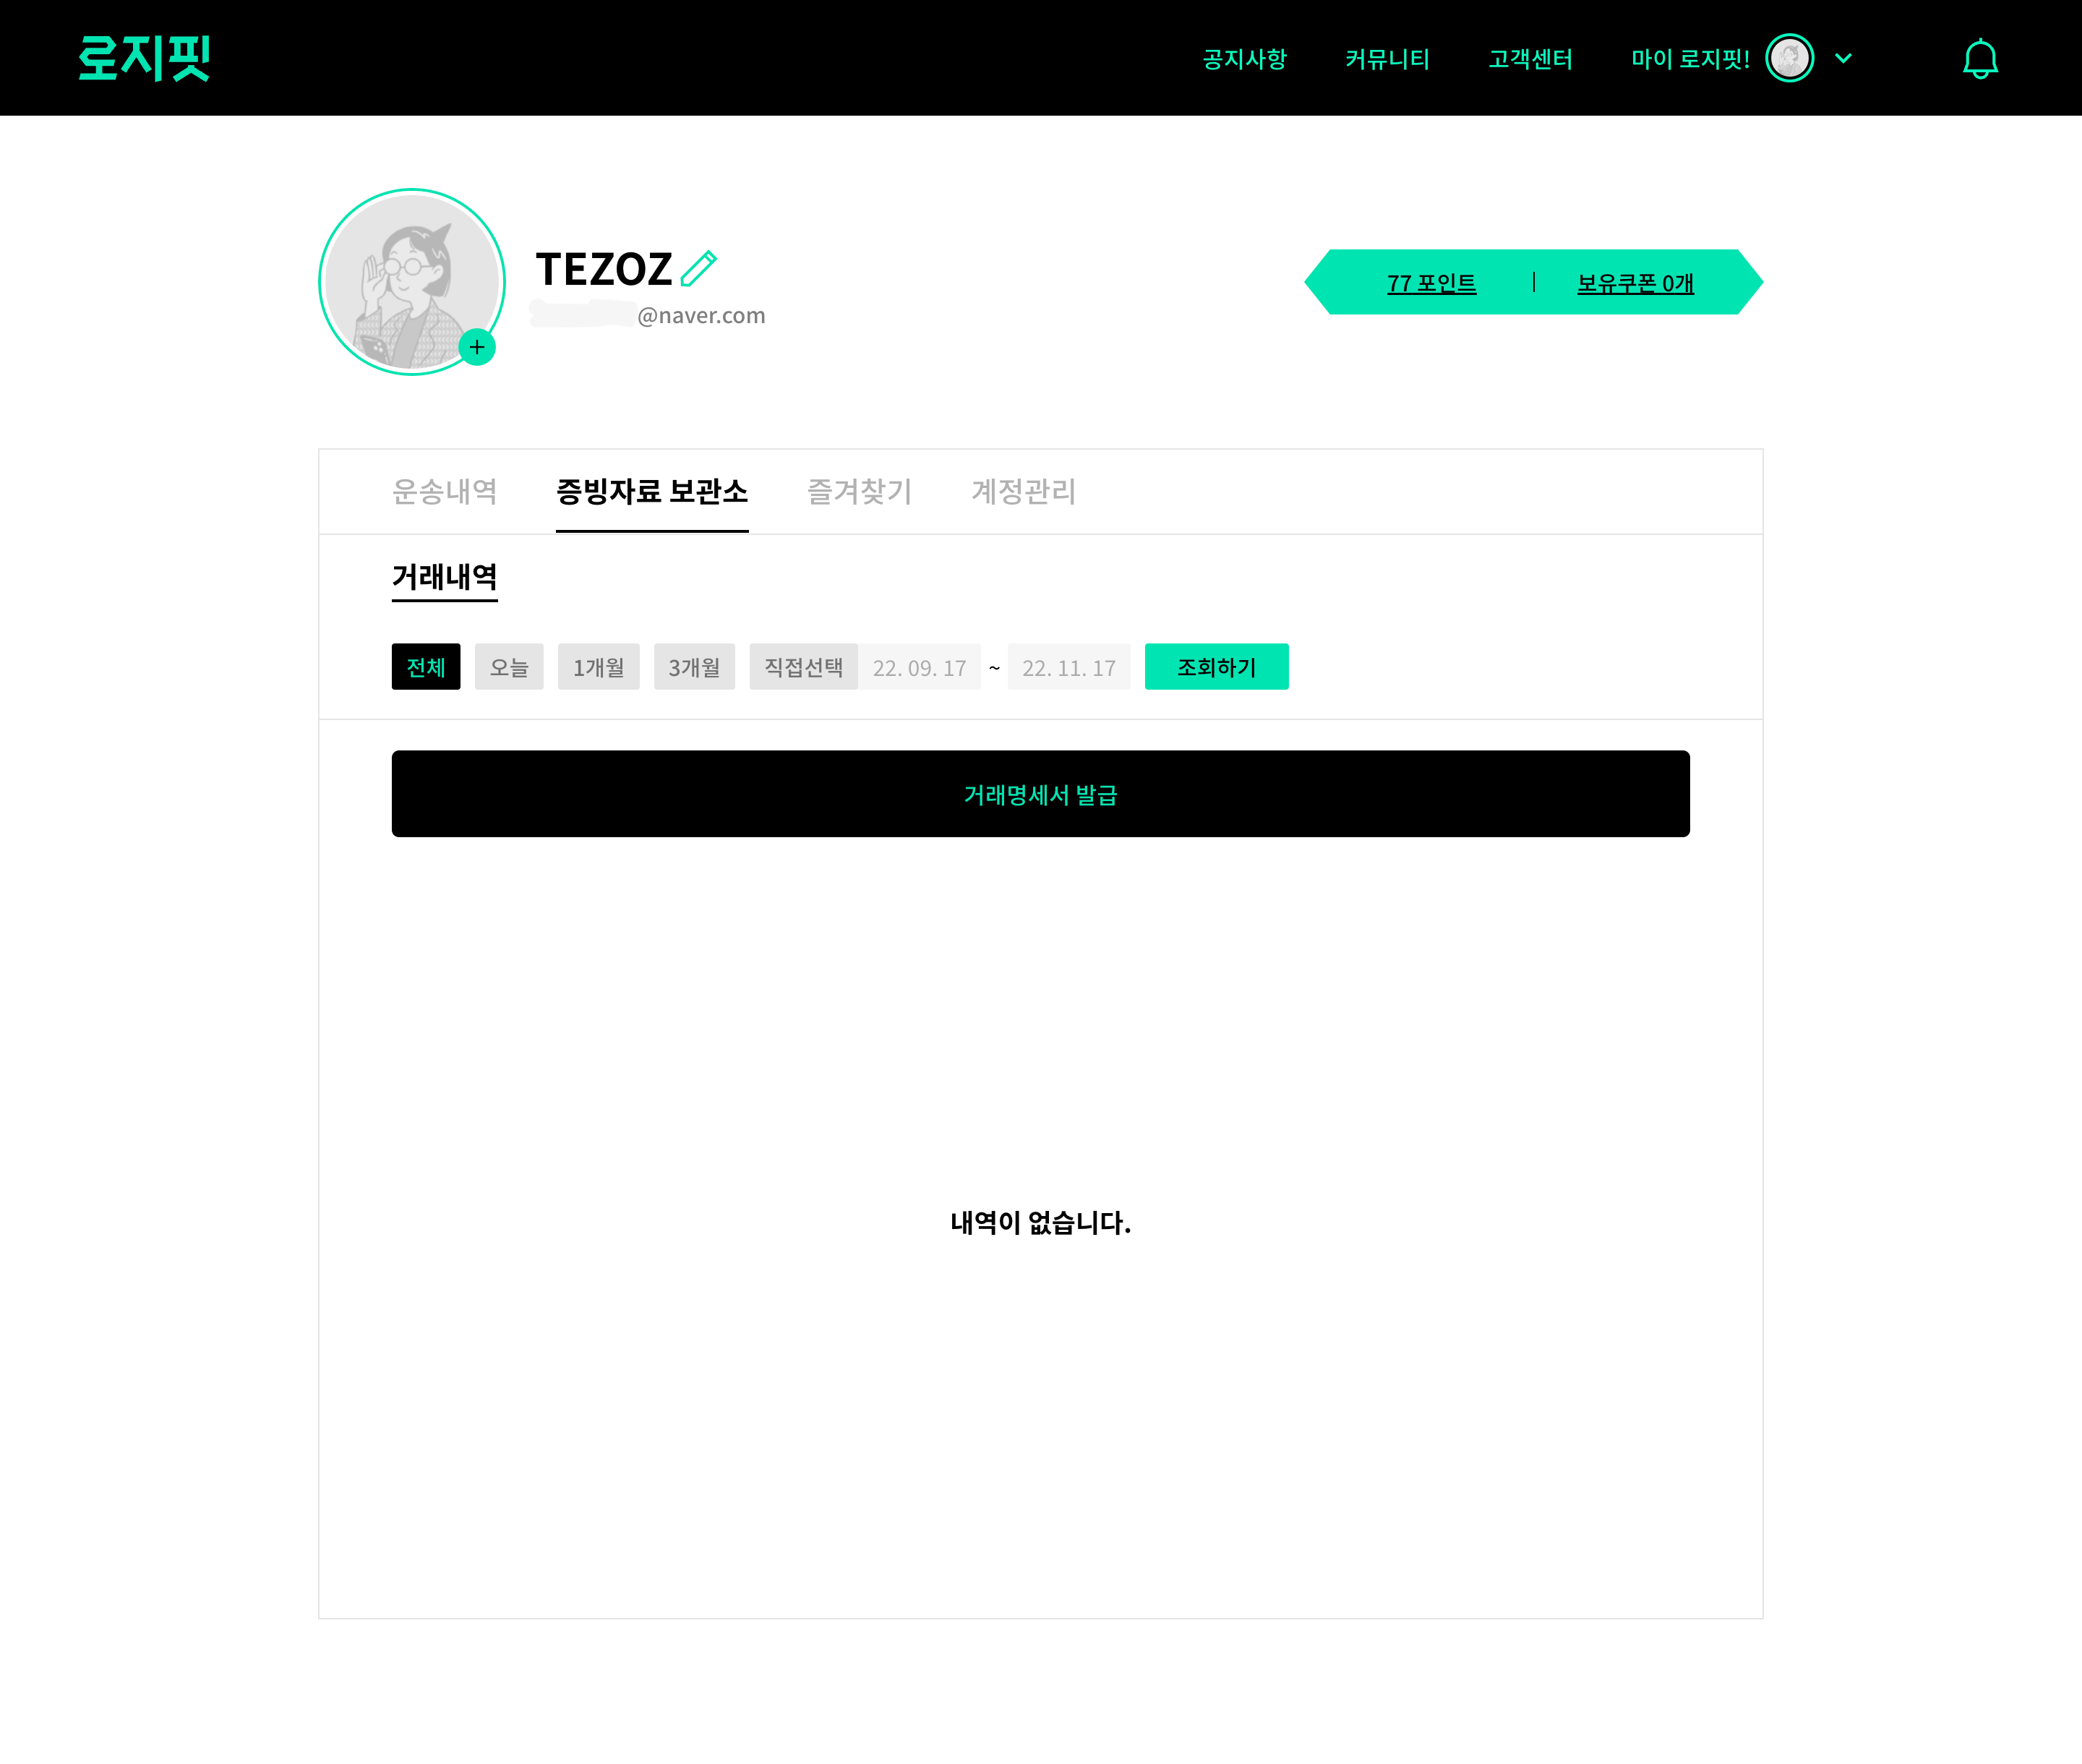 로지핏
공지사항 커뮤니티 고객센터 마이 로지핏!
TEZOZ
@naver.com
77 포인트 | 보유쿠폰 0개
운송내역 증빙자료 보관소 즐겨찾기 계정관리
거래내역
전체 오늘 1개월 3개월 직접선택 22. 09. 17 ~ 22. 11. 17 조회하기
거래명세서 발급
내역이 없습니다.